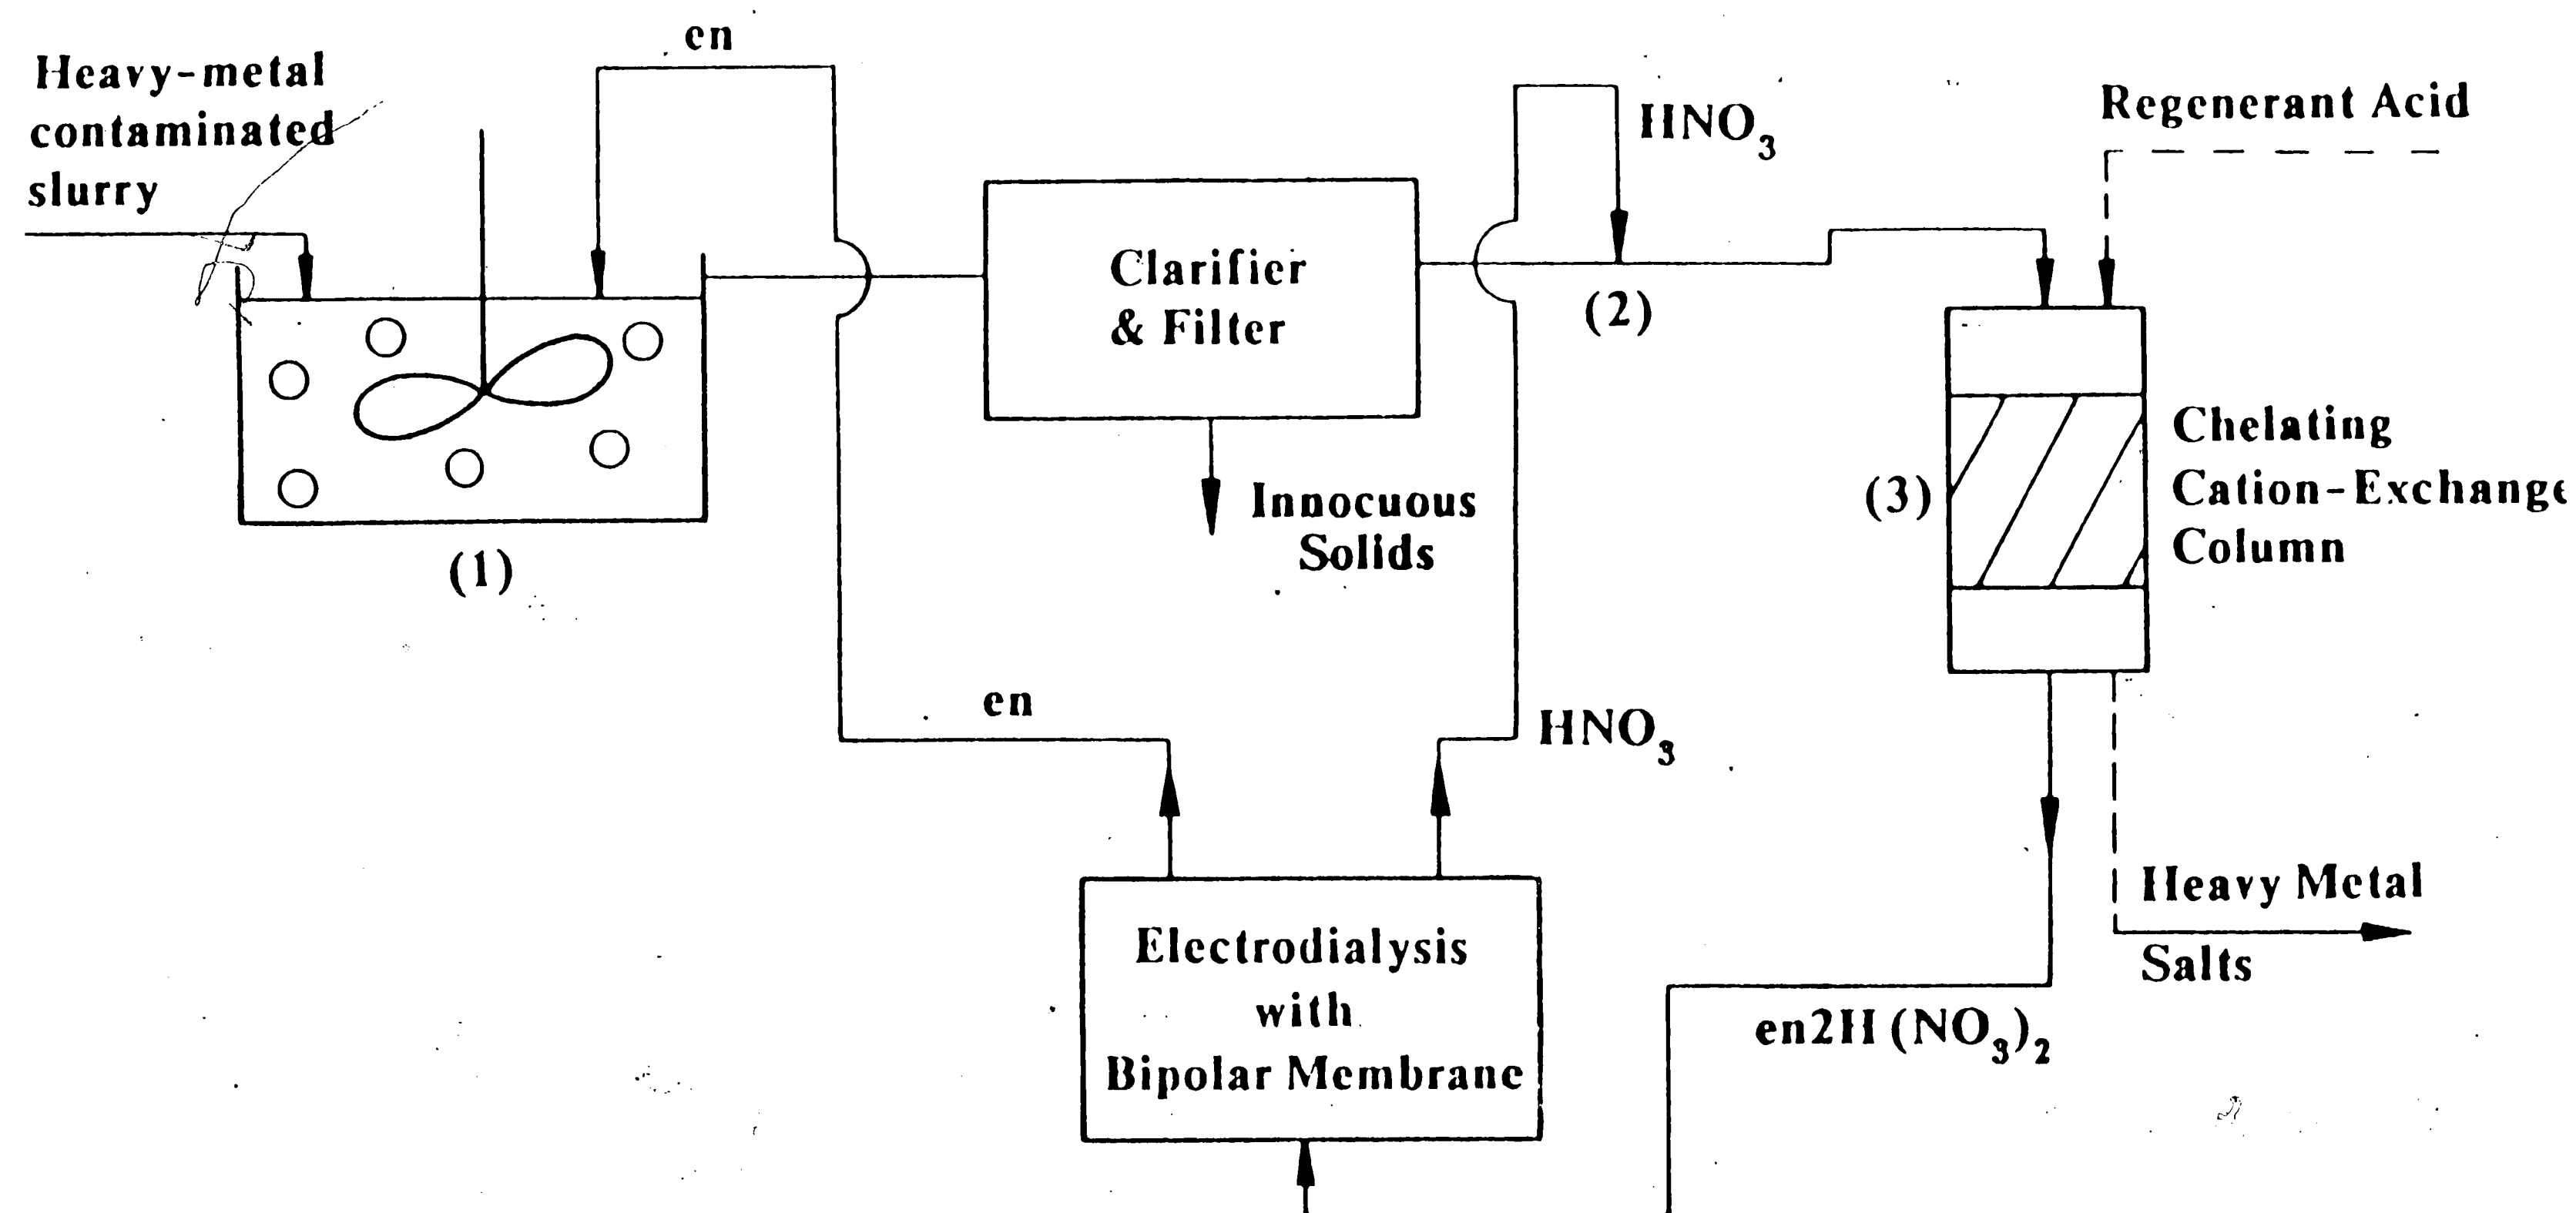 en
Heavy-metal
contaminated
slurry
HNO₃
Regenerant Acid
Clarifier
& Filter
(2)
(1)
Innocuous
Solids
(3)
Chelating
Cation-Exchange
Column
en
HNO₃
Electrodialysis
with
Bipolar Membrane
Heavy Metal
Salts
en2H (NO₃)₂